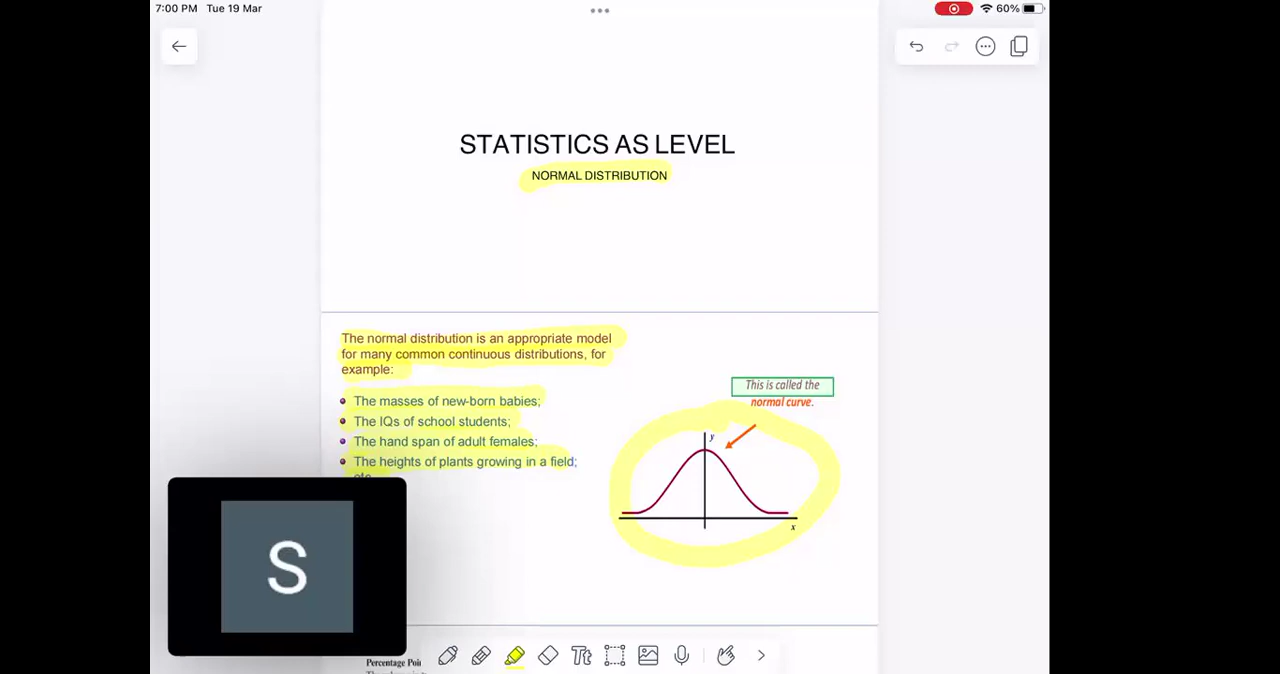 7:00 PM Tue 19 Mar
60%
STATISTICS AS LEVEL
NORMAL DISTRIBUTION
The normal distribution is an appropriate model
for many common continuous distributions, for
example:
The masses of new-born babies;
The IQs of school students;
The hand span of adult females;
The heights of plants growing in a field;
This is called the
normal curve.
y
x
S
Percentage Poi
Tt